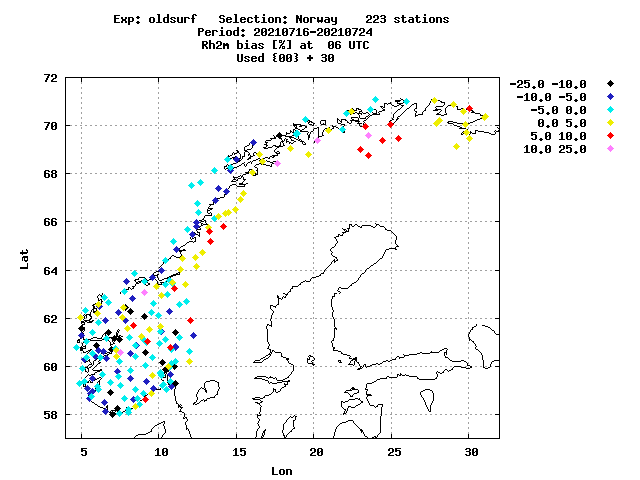 Exp: oldsurf   Selection: Norway    223 stations
Period: 20210716-20210724
Rh2m bias [%] at  06 UTC
Used {00} + 30
72
70
68
66
64
62
60
58
Lat
5 10 15 20 25 30
Lon
-25.0 -10.0
-10.0 -5.0
-5.0 0.0
0.0 5.0
5.0 10.0
10.0 25.0